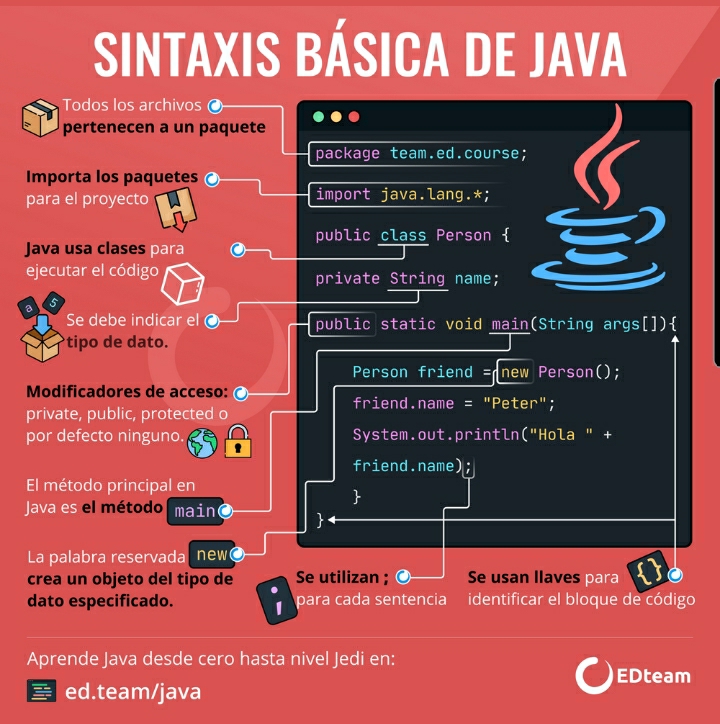 SINTAXIS BÁSICA DE JAVA
Todos los archivos
pertenecen a un paquete
Importa los paquetes
para el proyecto
Java usa clases para
ejecutar el código
a 5
Se debe indicar el
tipo de dato.
Modificadores de acceso:
private, public, protected o
por defecto ninguno.
El método principal en
Java es el método main
La palabra reservada new
crea un objeto del tipo de
dato especificado.
package team.ed.course;
import java.lang.*;
public class Person {
private String name;
public static void main(String args[]){
Person friend = new Person();
friend.name = "Peter";
System.out.println("Hola " +
friend.name);
}
}
;
Se utilizan ;
para cada sentencia
Se usan llaves para
identificar el bloque de código
{}
Aprende Java desde cero hasta nivel Jedi en:
ed.team/java
EDteam